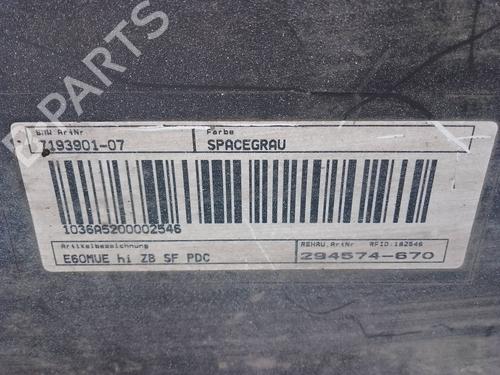 BMW ArtNr
7193901-07
Farbe
SPACEGRAU
1036A5200002546
Artikelbezeichnung
E60MUE hi ZB SF PDC
REHAU.ArtNr RFID:182546
294574-670
B-PARTS